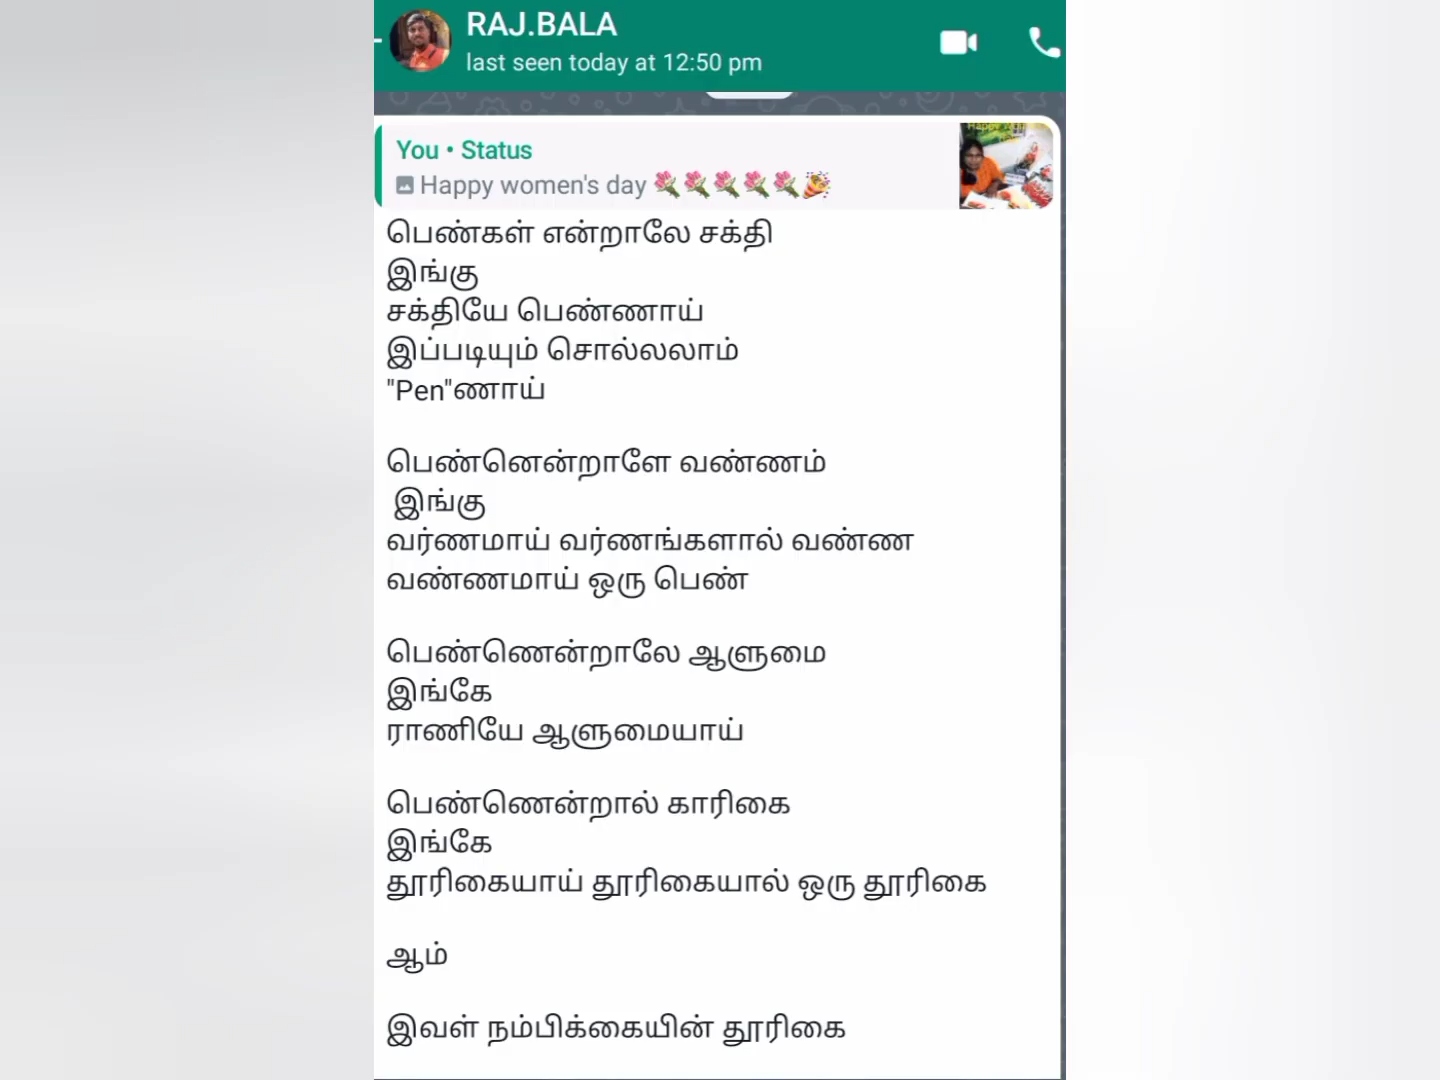 RAJ.BALA
last seen today at 12:50 pm
You • Status
Happy women's day 💐💐💐💐💐🎉
பெண்கள் என்றாலே சக்தி
இங்கு
சக்தியே பெண்ணாய்
இப்படியும் சொல்லலாம்
"Pen"ணாய்
பெண்னென்றாளே வண்ணம்
இங்கு
வர்ணமாய் வர்ணங்களால் வண்ண
வண்ணமாய் ஒரு பெண்
பெண்ணென்றாலே ஆளுமை
இங்கே
ராணியே ஆளுமையாய்
பெண்ணென்றால் காரிகை
இங்கே
தூரிகையாய் தூரிகையால் ஒரு தூரிகை
ஆம்
இவள் நம்பிக்கையின் தூரிகை